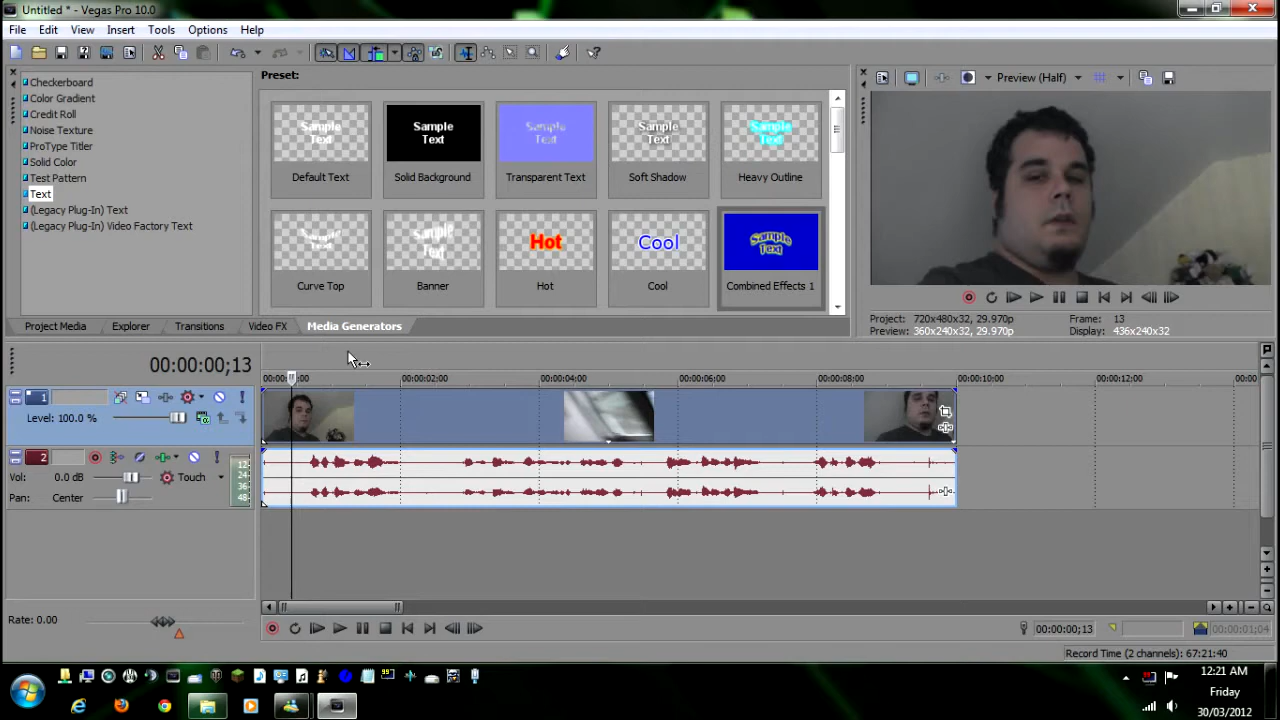 Untitled * - Vegas Pro 10.0
File Edit View Insert Tools Options Help
Checkerboard
Color Gradient
Credit Roll
Noise Texture
ProType Titler
Solid Color
Test Pattern
Text
(Legacy Plug-In) Text
(Legacy Plug-In) Video Factory Text
Preset:
Sample Text
Sample Text
Sample Text
Sample Text
Sample Text
Default Text
Solid Background
Transparent Text
Soft Shadow
Heavy Outline
Sample Text
Sample Text
Hot
Cool
Sample Text
Curve Top
Banner
Hot
Cool
Combined Effects 1
Project Media Explorer Transitions Video FX Media Generators
Preview (Half)
Project: 720x480x32, 29.970p Frame: 13
Preview: 360x240x32, 29.970p Display: 436x240x32
00:00:00;13
00:00:02;00 00:00:04;00 00:00:06;00 00:00:08;00 00:00:10;00 00:00:12;00
1
Level: 100.0 %
2
Vol: 0.0 dB Touch
Pan: Center
12
24
36
48
Rate: 0.00
00:00:00;13 00:00:01;04
Record Time (2 channels): 67:21:40
12:21 AM
Friday
30/03/2012